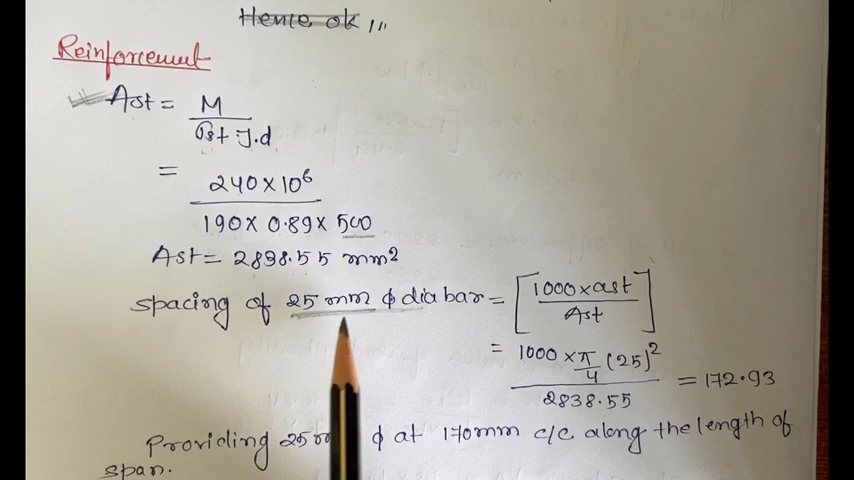 Hence ok,,,
Reinforcement
Ast = M / σst J.d
= 240×10⁶ / 190 × 0.89 × 500
Ast = 2838.55 mm²
spacing of 25 mm ϕ dia bar = [1000 × ast / Ast]
= 1000 × π/4 (25)² / 2838.55 = 172.93
Providing 25 ϕ at 170mm c/c along the length of
span.